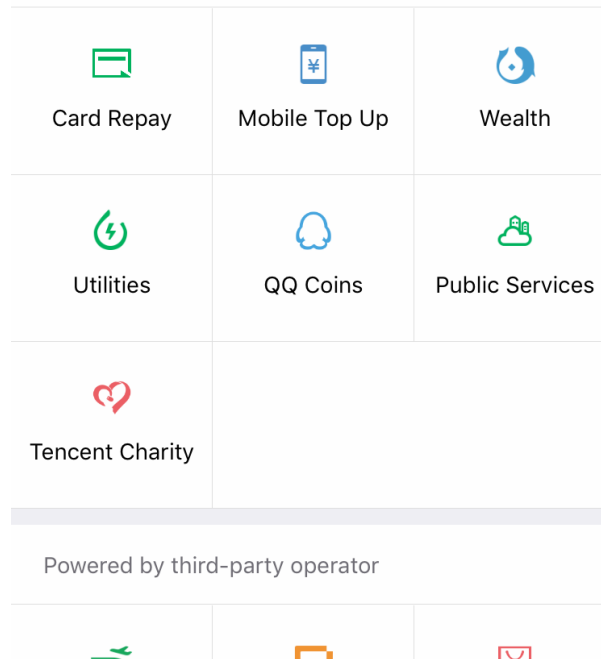 Card Repay
Mobile Top Up
Wealth
Utilities
QQ Coins
Public Services
Tencent Charity
Powered by third-party operator